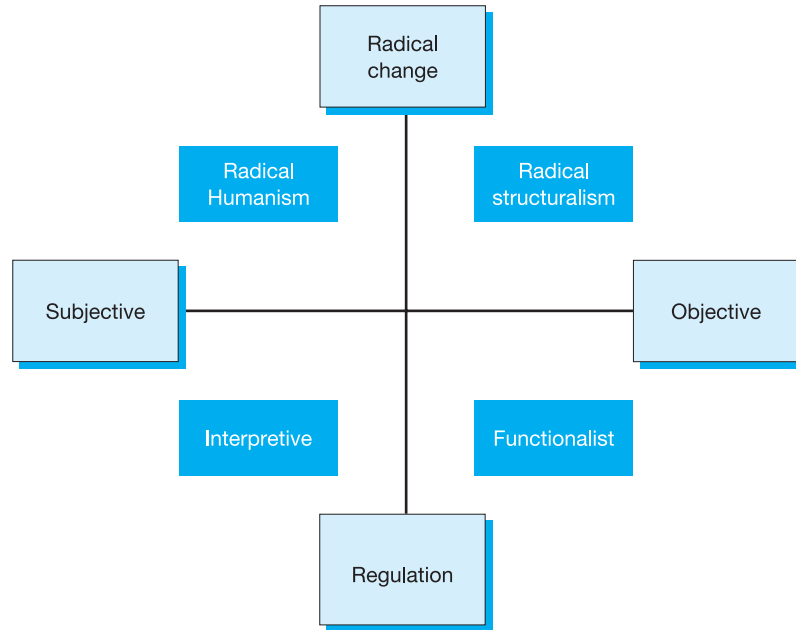 Radical
change
Radical
Humanism
Radical
structuralism
Subjective
Objective
Interpretive
Functionalist
Regulation